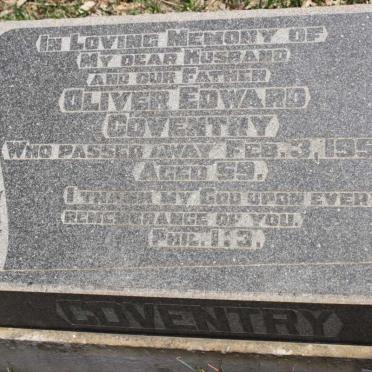 IN LOVING MEMORY OF
MY DEAR HUSBAND
AND OUR FATHER
OLIVER EDWARD
COVENTRY
WHO PASSED AWAY FEB. 3, 195
AGED 59.
I THANK MY GOD UPON EVER
REMEMBRANCE OF YOU.
PHIL. 1:3.
COVENTRY